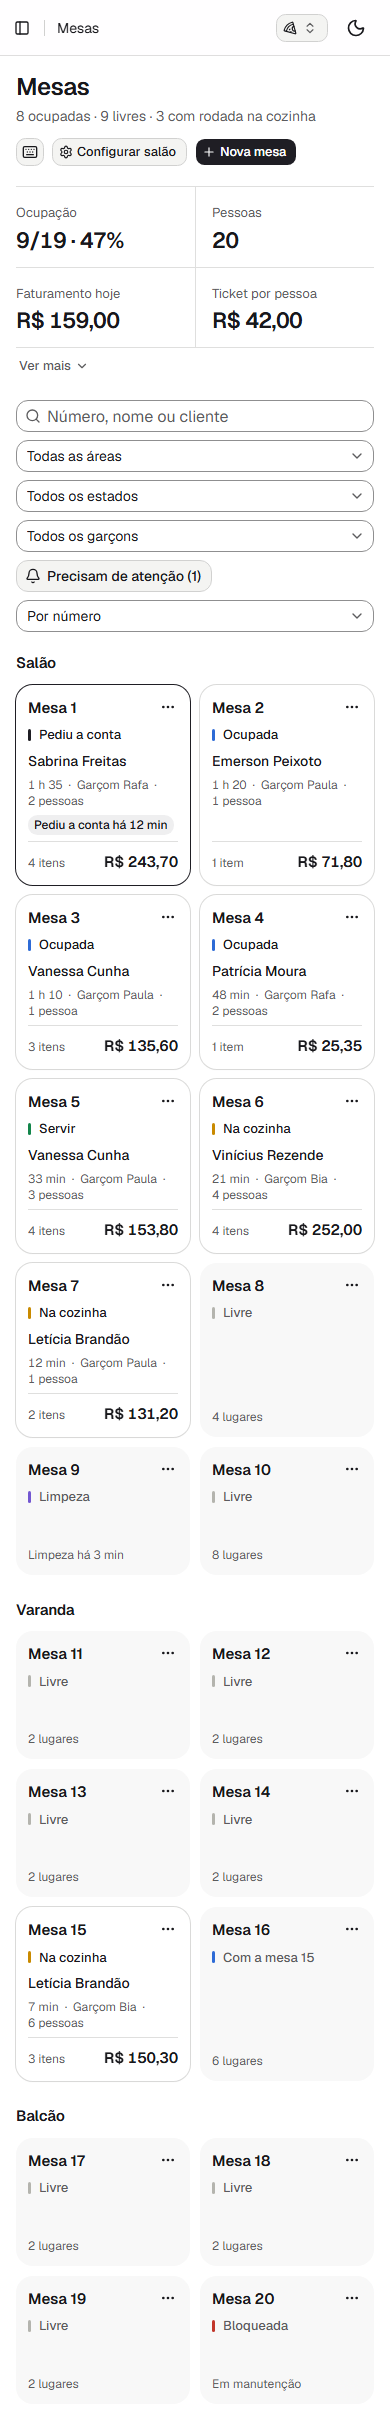 Mesas
Mesas
8 ocupadas · 9 livres · 3 com rodada na cozinha
Configurar salão
Nova mesa
Ocupação
Pessoas
9/19 · 47%
20
Faturamento hoje
Ticket por pessoa
R$ 159,00
R$ 42,00
Ver mais
Número, nome ou cliente
Todas as áreas
Todos os estados
Todos os garçons
Precisam de atenção (1)
Por número
Salão
Mesa 1
Pediu a conta
Sabrina Freitas
1 h 35 · Garçom Rafa ·
2 pessoas
Pediu a conta há 12 min
4 itens
R$ 243,70
Mesa 2
Ocupada
Emerson Peixoto
1 h 20 · Garçom Paula ·
1 pessoa
1 item
R$ 71,80
Mesa 3
Ocupada
Vanessa Cunha
1 h 10 · Garçom Paula ·
1 pessoa
3 itens
R$ 135,60
Mesa 4
Ocupada
Patrícia Moura
48 min · Garçom Rafa ·
2 pessoas
1 item
R$ 25,35
Mesa 5
Servir
Vanessa Cunha
33 min · Garçom Paula ·
3 pessoas
4 itens
R$ 153,80
Mesa 6
Na cozinha
Vinícius Rezende
21 min · Garçom Bia ·
4 pessoas
4 itens
R$ 252,00
Mesa 7
Na cozinha
Letícia Brandão
12 min · Garçom Paula ·
1 pessoa
2 itens
R$ 131,20
Mesa 8
Livre
4 lugares
Mesa 9
Limpeza
Limpeza há 3 min
Mesa 10
Livre
8 lugares
Varanda
Mesa 11
Livre
2 lugares
Mesa 12
Livre
2 lugares
Mesa 13
Livre
2 lugares
Mesa 14
Livre
2 lugares
Mesa 15
Na cozinha
Letícia Brandão
7 min · Garçom Bia ·
6 pessoas
3 itens
R$ 150,30
Mesa 16
Com a mesa 15
6 lugares
Balcão
Mesa 17
Livre
2 lugares
Mesa 18
Livre
2 lugares
Mesa 19
Livre
2 lugares
Mesa 20
Bloqueada
Em manutenção